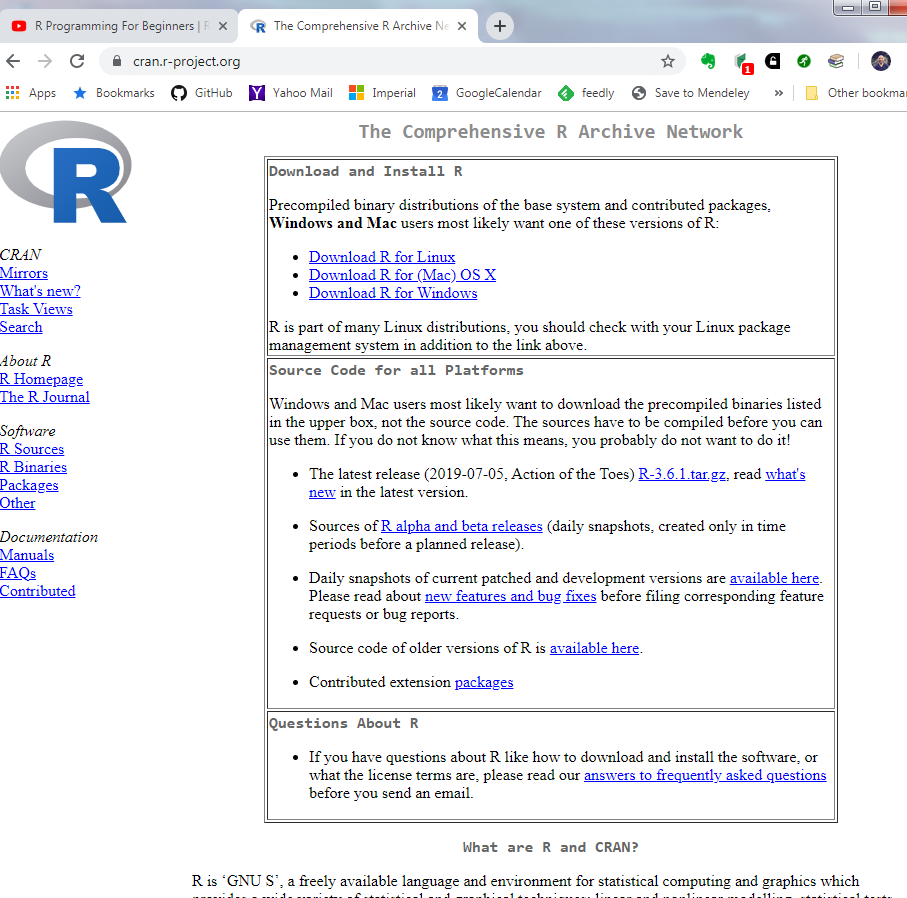 R Programming For Beginners | R
The Comprehensive R Archive Ne
cran.r-project.org
1
Apps
Bookmarks
GitHub
Yahoo Mail
Imperial
2
GoogleCalendar
feedly
Save to Mendeley
»
Other bookmar
R
CRAN
Mirrors
What's new?
Task Views
Search
About R
R Homepage
The R Journal
Software
R Sources
R Binaries
Packages
Other
Documentation
Manuals
FAQs
Contributed
The Comprehensive R Archive Network
Download and Install R
Precompiled binary distributions of the base system and contributed packages,
Windows and Mac users most likely want one of these versions of R:
• Download R for Linux
• Download R for (Mac) OS X
• Download R for Windows
R is part of many Linux distributions, you should check with your Linux package
management system in addition to the link above.
Source Code for all Platforms
Windows and Mac users most likely want to download the precompiled binaries listed
in the upper box, not the source code. The sources have to be compiled before you can
use them. If you do not know what this means, you probably do not want to do it!
• The latest release (2019-07-05, Action of the Toes) R-3.6.1.tar.gz, read what's
new in the latest version.
• Sources of R alpha and beta releases (daily snapshots, created only in time
periods before a planned release).
• Daily snapshots of current patched and development versions are available here.
Please read about new features and bug fixes before filing corresponding feature
requests or bug reports.
• Source code of older versions of R is available here.
• Contributed extension packages
Questions About R
• If you have questions about R like how to download and install the software, or
what the license terms are, please read our answers to frequently asked questions
before you send an email.
What are R and CRAN?
R is ‘GNU S’, a freely available language and environment for statistical computing and graphics which